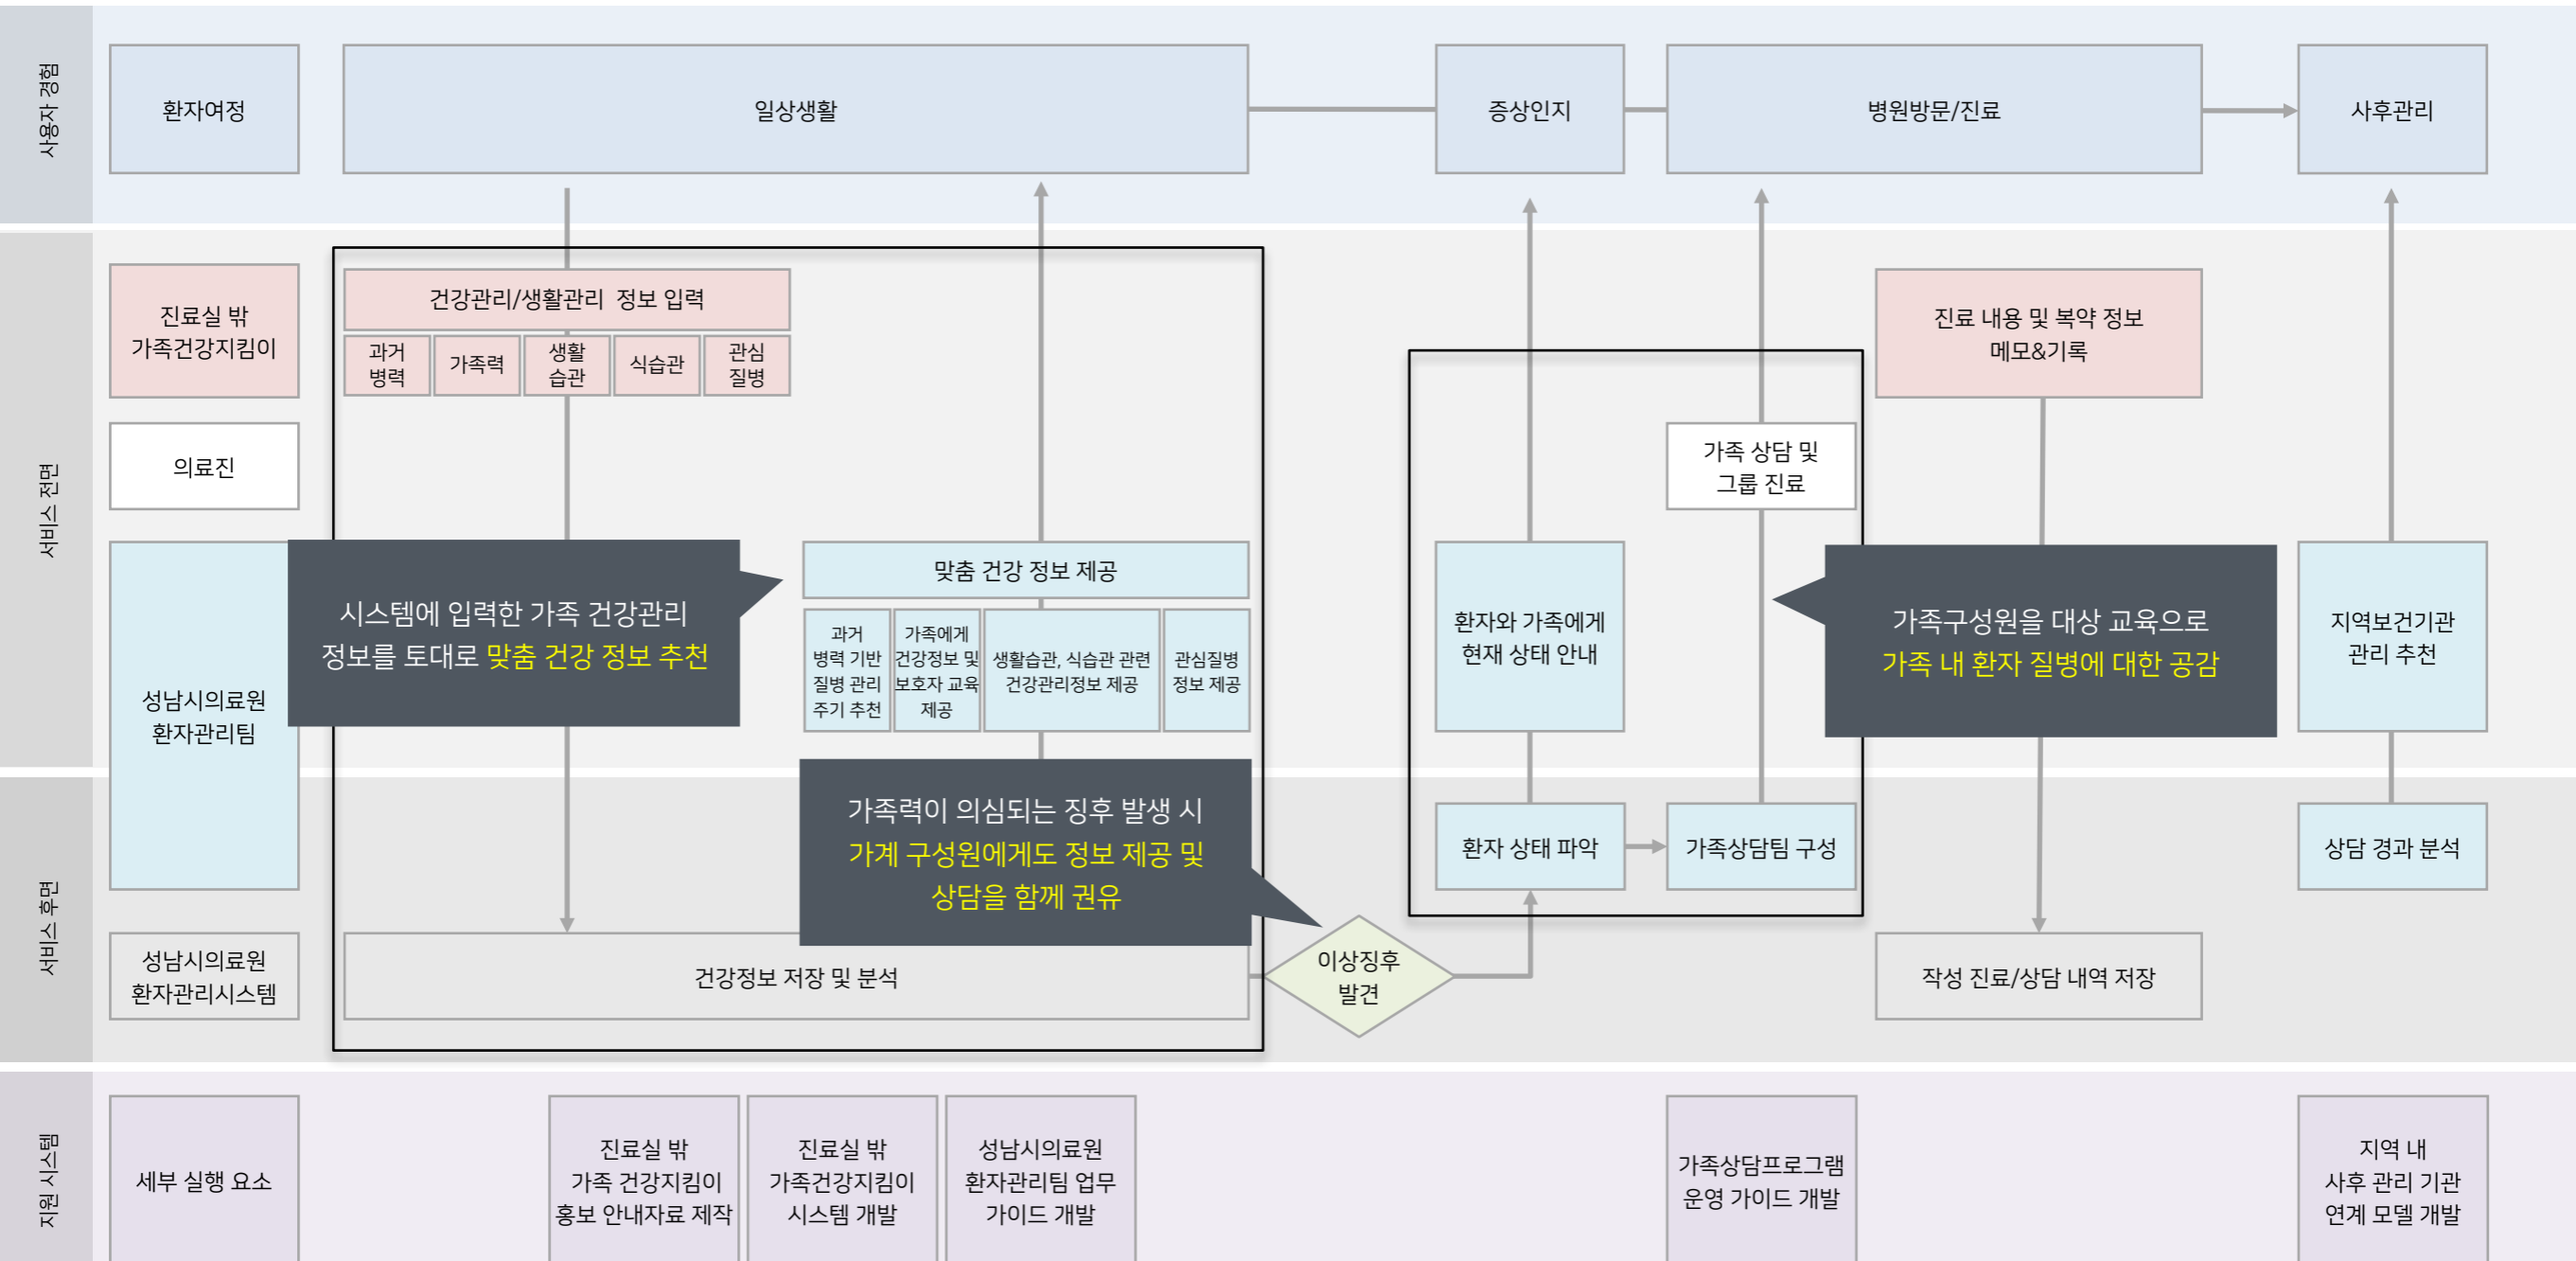 사용자 경험
환자여정
일상생활
증상인지
병원방문/진료
사후관리
서비스 전면
진료실 밖
가족건강지킴이
건강관리/생활관리 정보 입력
과거
병력
가족력
생활
습관
식습관
관심
질병
진료 내용 및 복약 정보
메모&기록
의료진
가족 상담 및
그룹 진료
성남시의료원
환자관리팀
시스템에 입력한 가족 건강관리
정보를 토대로 맞춤 건강 정보 추천
맞춤 건강 정보 제공
과거
병력 기반
질병 관리
주기 추천
가족에게
건강정보 및
보호자 교육
제공
생활습관, 식습관 관련
건강관리정보 제공
관심질병
정보 제공
환자와 가족에게
현재 상태 안내
가족구성원을 대상 교육으로
가족 내 환자 질병에 대한 공감
지역보건기관
관리 추천
서비스 후면
가족력이 의심되는 징후 발생 시
가계 구성원에게도 정보 제공 및
상담을 함께 권유
환자 상태 파악
가족상담팀 구성
상담 경과 분석
성남시의료원
환자관리시스템
건강정보 저장 및 분석
이상징후
발견
작성 진료/상담 내역 저장
지원 시스템
세부 실행 요소
진료실 밖
가족 건강지킴이
홍보 안내자료 제작
진료실 밖
가족건강지킴이
시스템 개발
성남시의료원
환자관리팀 업무
가이드 개발
가족상담프로그램
운영 가이드 개발
지역 내
사후 관리 기관
연계 모델 개발